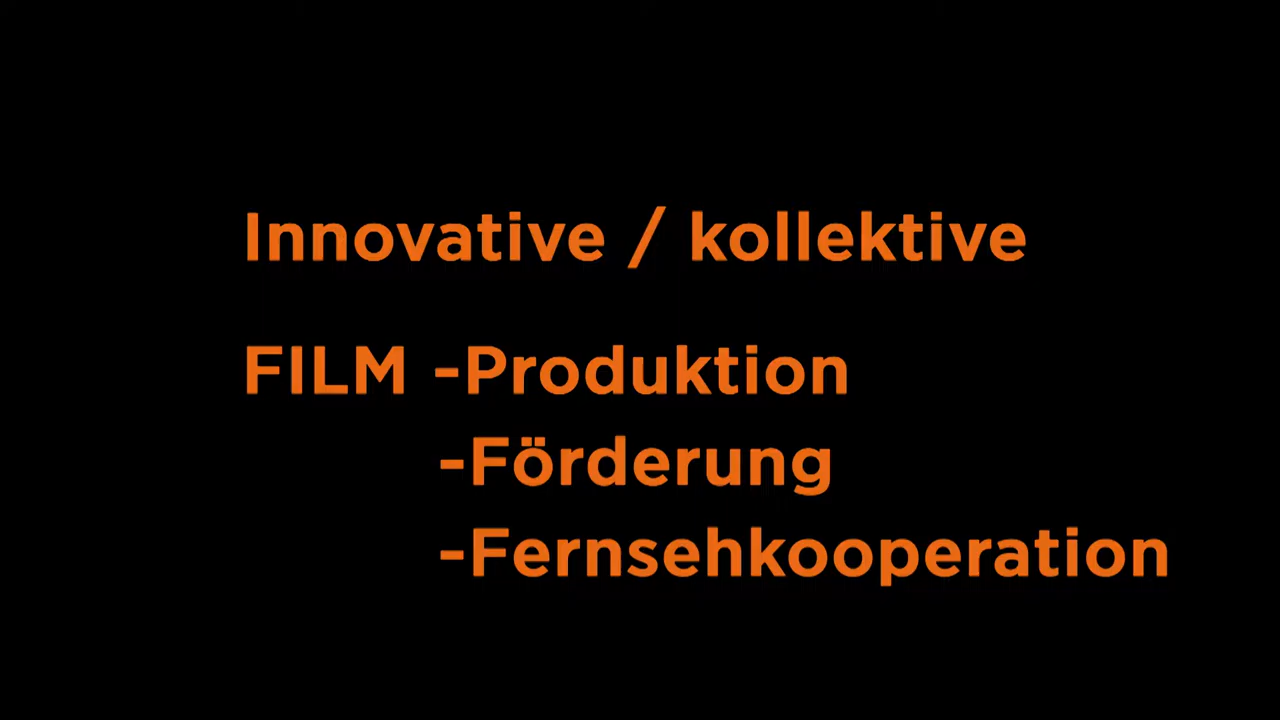 Innovative / kollektive
FILM -Produktion
-Förderung
-Fernsehkooperation